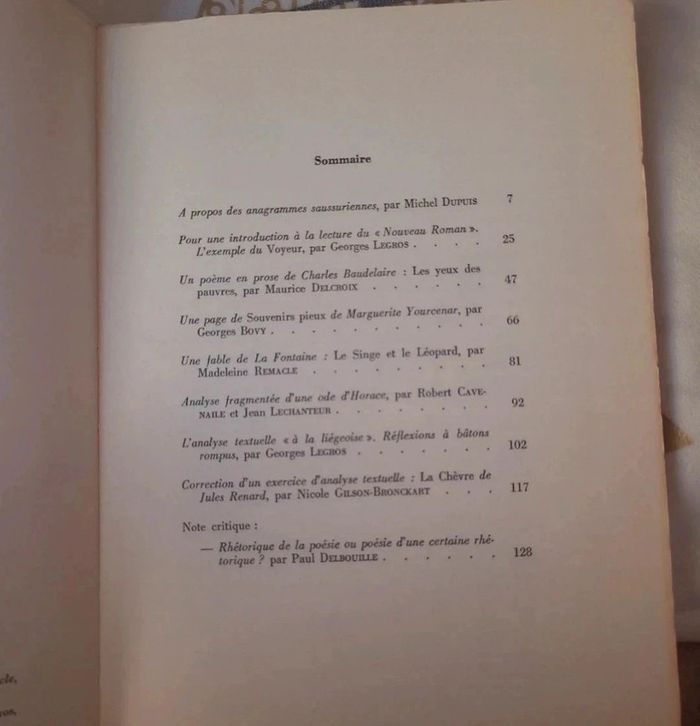 Sommaire
A propos des anagrammes saussuriennes, par Michel DUPUIS 7
Pour une introduction à la lecture du « Nouveau Roman ».
L'exemple du Voyeur, par Georges LEGROS . . . . 25
Un poème en prose de Charles Baudelaire : Les yeux des
pauvres, par Maurice DELCROIX . . . . . . 47
Une page de Souvenirs pieux de Marguerite Yourcenar, par
Georges BOVY . . . . . . . . . 66
Une fable de La Fontaine : Le Singe et le Léopard, par
Madeleine REMACLE . . . . . . . . 81
Analyse fragmentée d'une ode d'Horace, par Robert CAVE-
NAILE et Jean LECHANTEUR . . . . . . . 92
L'analyse textuelle « à la liégeoise ». Réflexions à bâtons
rompus, par Georges LEGROS . . . . . . 102
Correction d'un exercice d'analyse textuelle : La Chèvre de
Jules Renard, par Nicole GILSON-BRONCKART . . . 117
Note critique :
— Rhétorique de la poésie ou poésie d'une certaine rhé-
torique ? par Paul DELBOUILLE . . . . . . 128
cle,
ros,